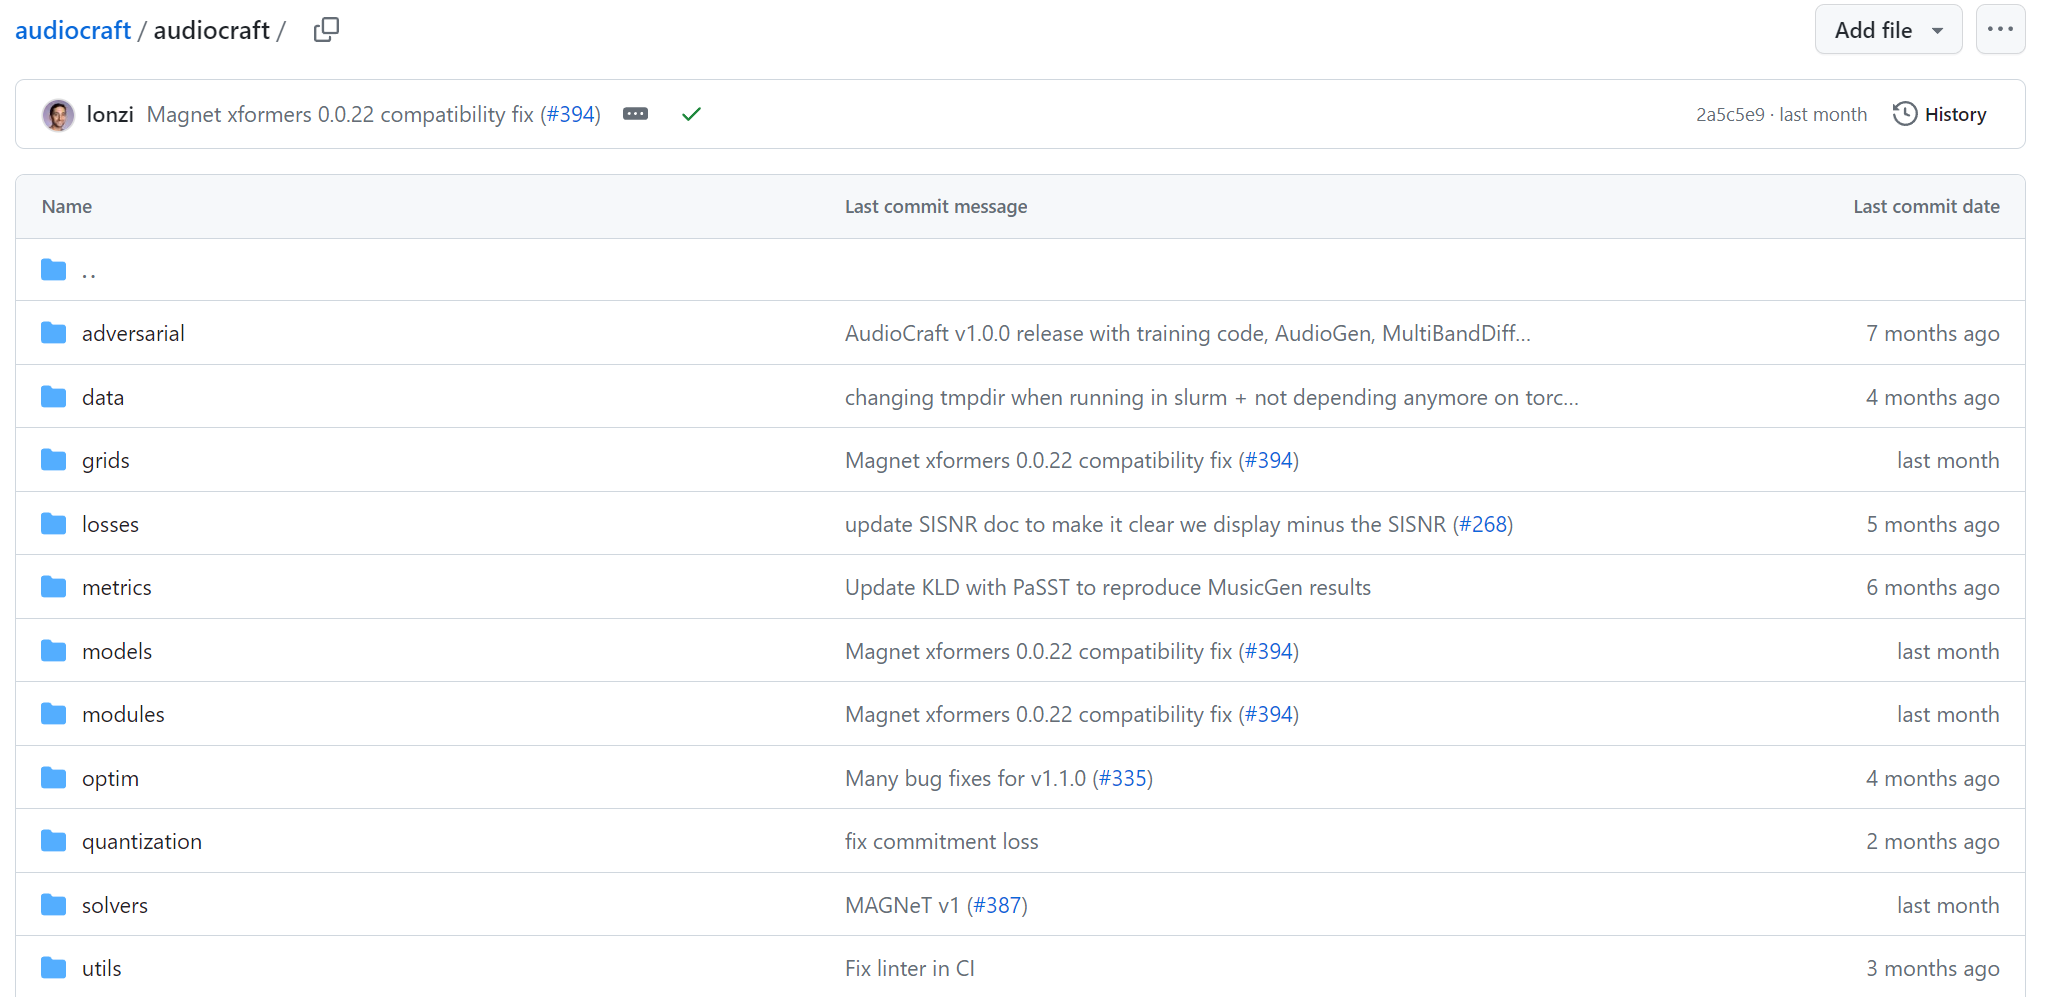 audiocraft / audiocraft /
Add file
lonzi Magnet xformers 0.0.22 compatibility fix (#394)
2a5c5e9 · last month
History
Name Last commit message Last commit date
..
adversarial AudioCraft v1.0.0 release with training code, AudioGen, MultiBandDiff... 7 months ago
data changing tmpdir when running in slurm + not depending anymore on torc... 4 months ago
grids Magnet xformers 0.0.22 compatibility fix (#394) last month
losses update SISNR doc to make it clear we display minus the SISNR (#268) 5 months ago
metrics Update KLD with PaSST to reproduce MusicGen results 6 months ago
models Magnet xformers 0.0.22 compatibility fix (#394) last month
modules Magnet xformers 0.0.22 compatibility fix (#394) last month
optim Many bug fixes for v1.1.0 (#335) 4 months ago
quantization fix commitment loss 2 months ago
solvers MAGNeT v1 (#387) last month
utils Fix linter in CI 3 months ago